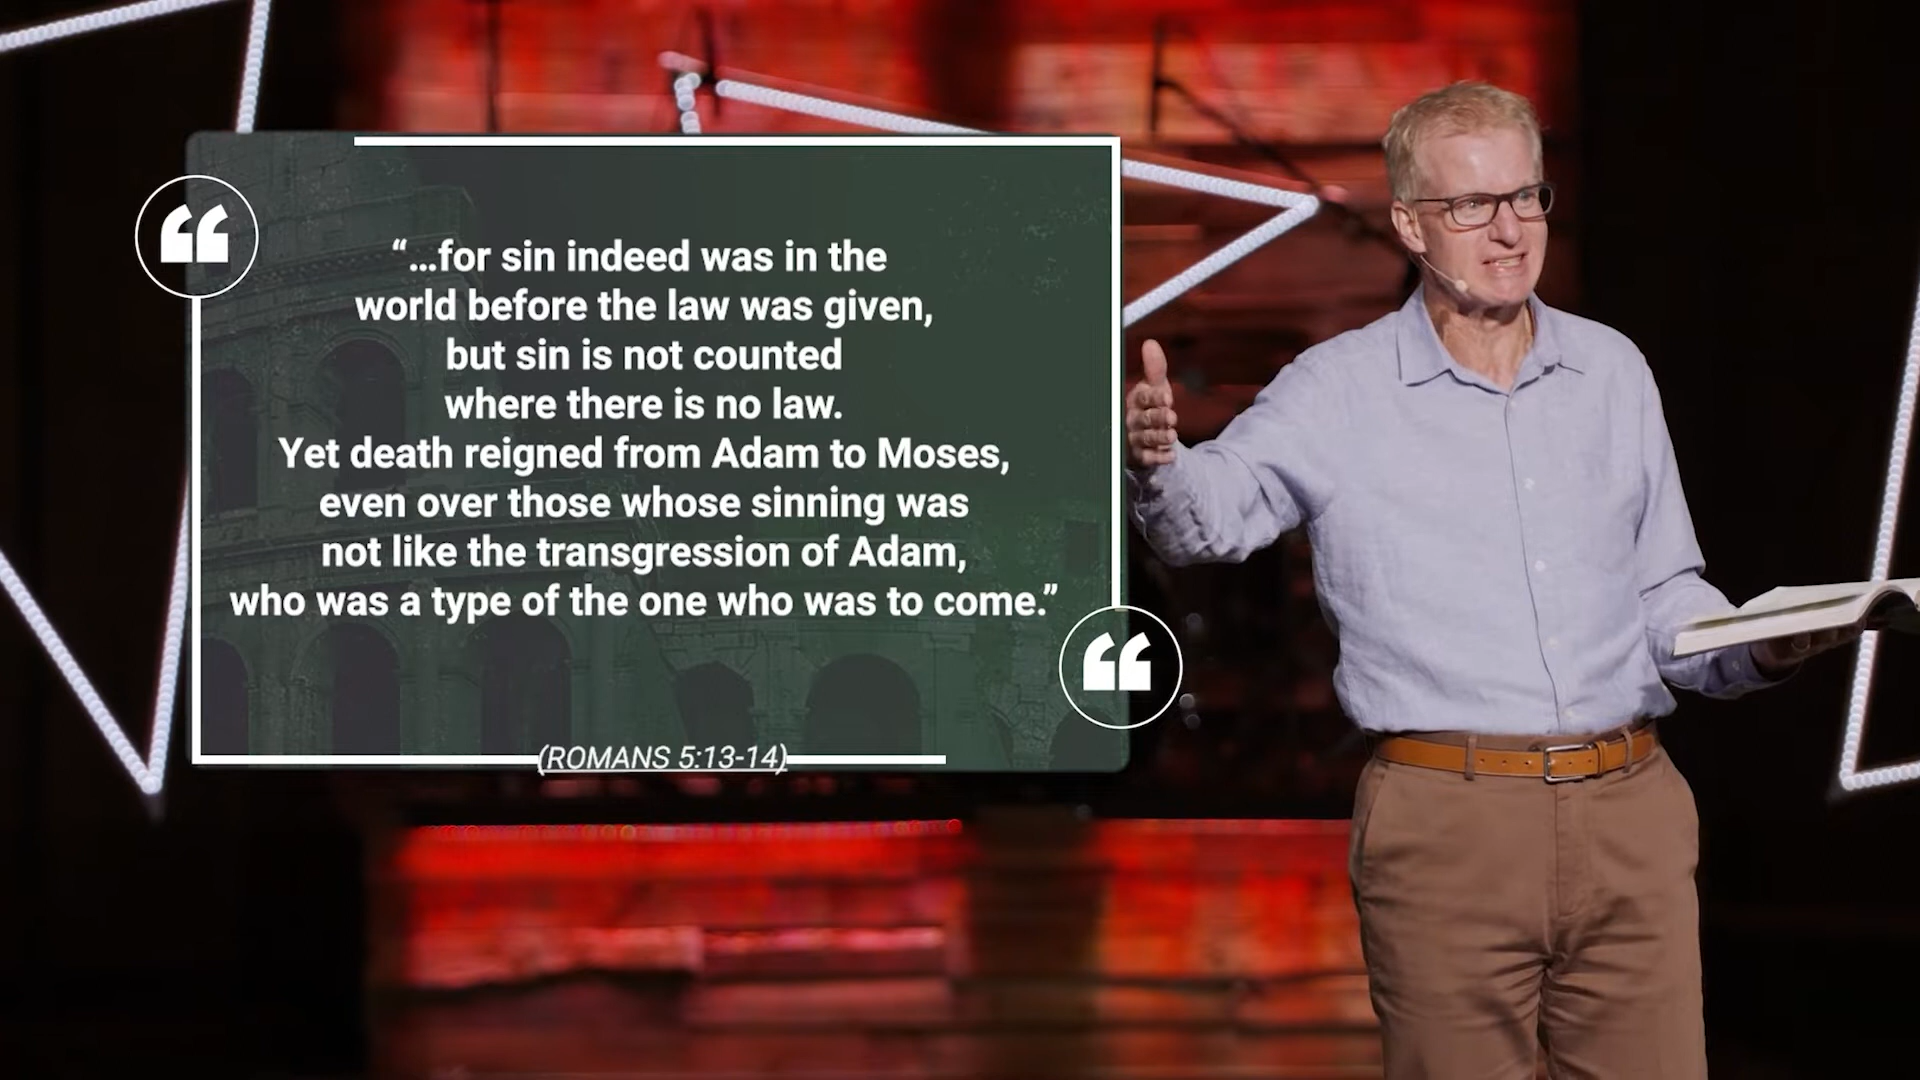 “...for sin indeed was in the
world before the law was given,
but sin is not counted
where there is no law.
Yet death reigned from Adam to Moses,
even over those whose sinning was
not like the transgression of Adam,
who was a type of the one who was to come.”
(ROMANS 5:13-14)